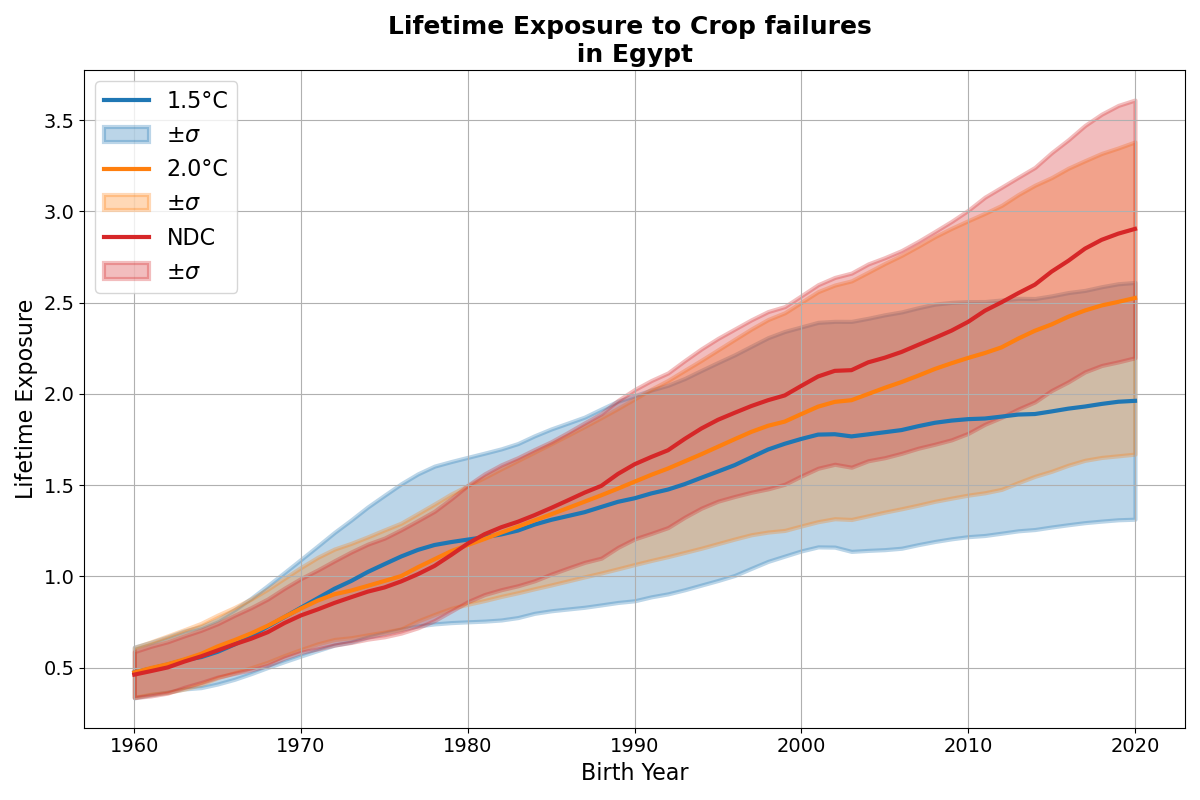 Lifetime Exposure to Crop failures
in Egypt
1.5°C
±σ
2.0°C
±σ
NDC
±σ
Lifetime Exposure
3.5
3.0
2.5
2.0
1.5
1.0
0.5
1960 1970 1980 1990 2000 2010 2020
Birth Year